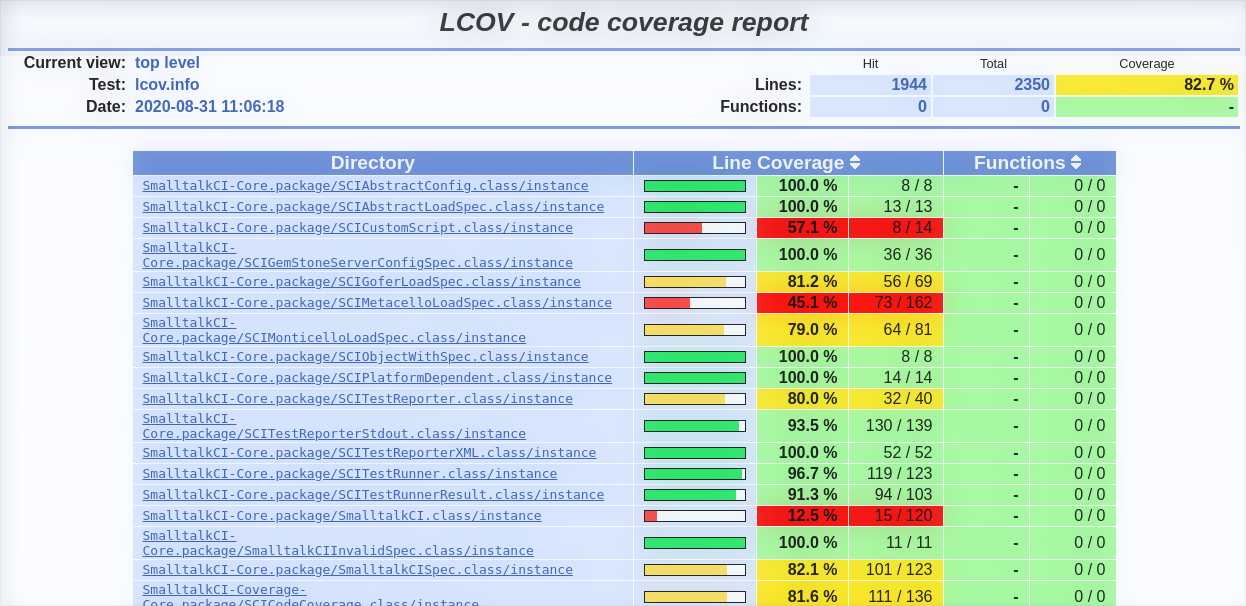 LCOV - code coverage report
Current view: top level
Hit Total Coverage
Test: lcov.info Lines: 1944 2350 82.7 %
Date: 2020-08-31 11:06:18 Functions: 0 0 -
Directory Line Coverage Functions
SmalltalkCI-Core.package/SCIAbstractConfig.class/instance 100.0 % 8 / 8 - 0 / 0
SmalltalkCI-Core.package/SCIAbstractLoadSpec.class/instance 100.0 % 13 / 13 - 0 / 0
SmalltalkCI-Core.package/SCICustomScript.class/instance 57.1 % 8 / 14 - 0 / 0
SmalltalkCI-
Core.package/SCIGemStoneServerConfigSpec.class/instance 100.0 % 36 / 36 - 0 / 0
SmalltalkCI-Core.package/SCIGoferLoadSpec.class/instance 81.2 % 56 / 69 - 0 / 0
SmalltalkCI-Core.package/SCIMetacelloLoadSpec.class/instance 45.1 % 73 / 162 - 0 / 0
SmalltalkCI-
Core.package/SCIMonticelloLoadSpec.class/instance 79.0 % 64 / 81 - 0 / 0
SmalltalkCI-Core.package/SCIObjectWithSpec.class/instance 100.0 % 8 / 8 - 0 / 0
SmalltalkCI-Core.package/SCIPlatformDependent.class/instance 100.0 % 14 / 14 - 0 / 0
SmalltalkCI-Core.package/SCITestReporter.class/instance 80.0 % 32 / 40 - 0 / 0
SmalltalkCI-
Core.package/SCITestReporterStdout.class/instance 93.5 % 130 / 139 - 0 / 0
SmalltalkCI-Core.package/SCITestReporterXML.class/instance 100.0 % 52 / 52 - 0 / 0
SmalltalkCI-Core.package/SCITestRunner.class/instance 96.7 % 119 / 123 - 0 / 0
SmalltalkCI-Core.package/SCITestRunnerResult.class/instance 91.3 % 94 / 103 - 0 / 0
SmalltalkCI-Core.package/SmalltalkCI.class/instance 12.5 % 15 / 120 - 0 / 0
SmalltalkCI-
Core.package/SmalltalkCIInvalidSpec.class/instance 100.0 % 11 / 11 - 0 / 0
SmalltalkCI-Core.package/SmalltalkCISpec.class/instance 82.1 % 101 / 123 - 0 / 0
SmalltalkCI-Coverage-
Core.package/SCICodeCoverage.class/instance 81.6 % 111 / 136 - 0 / 0